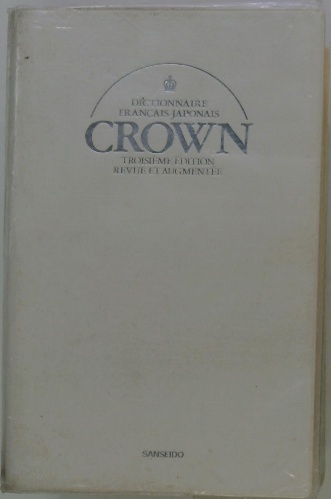 DICTIONNAIRE
FRANÇAIS-JAPONAIS
CROWN
TROISIÈME ÉDITION
REVUE ET AUGMENTÉE
SANSEIDO